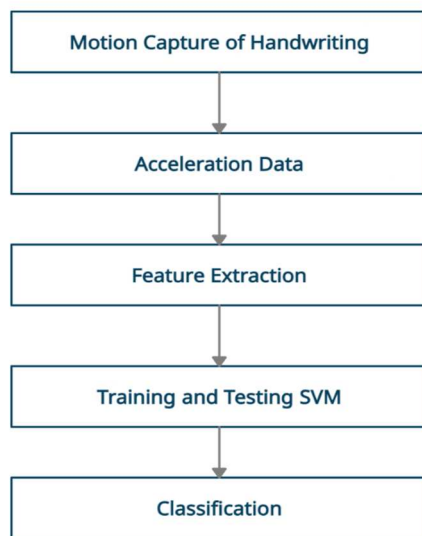 Motion Capture of Handwriting
Acceleration Data
Feature Extraction
Training and Testing SVM
Classification